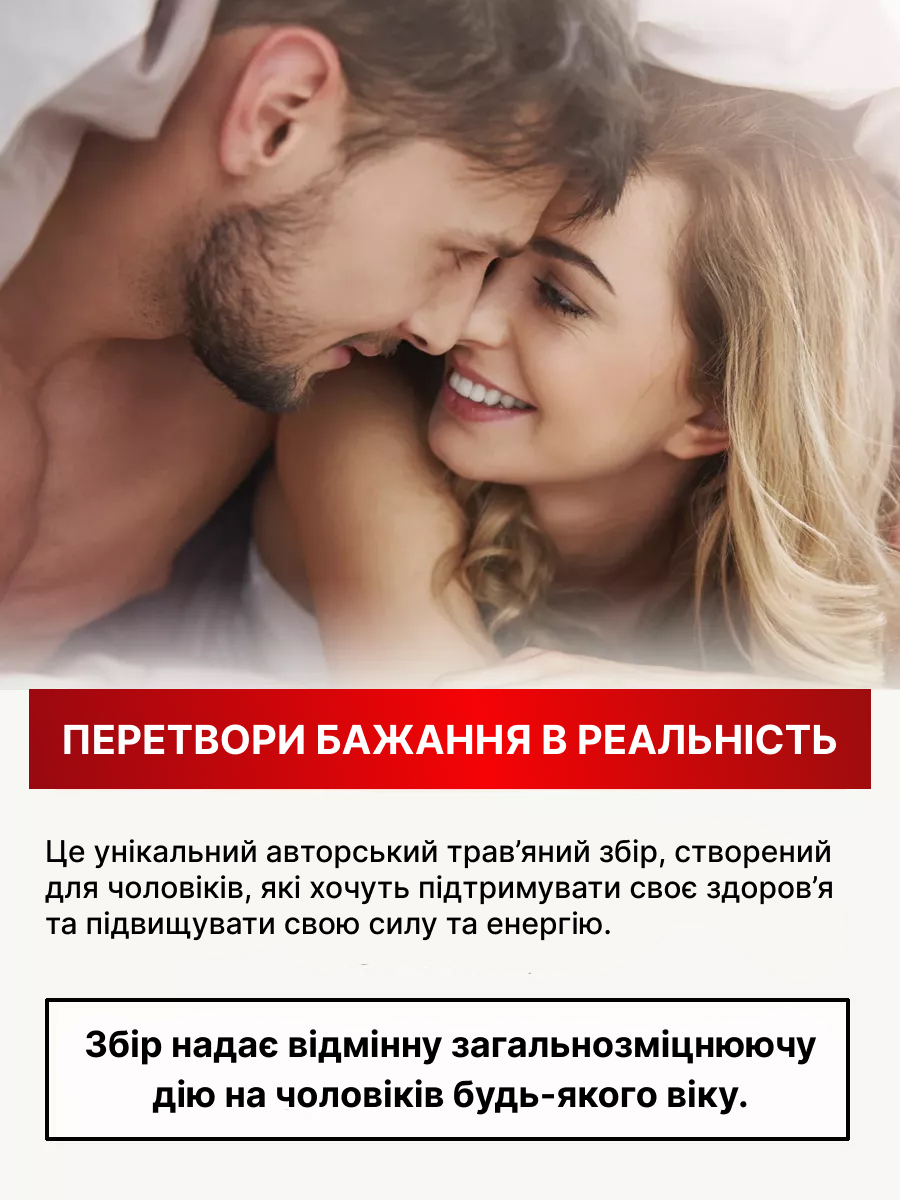 ПЕРЕТВОРИ БАЖАННЯ В РЕАЛЬНІСТЬ
Це унікальний авторський трав’яний збір, створений
для чоловіків, які хочуть підтримувати своє здоров’я
та підвищувати свою силу та енергію.
Збір надає відмінну загальнозміцнюючу
дію на чоловіків будь-якого віку.